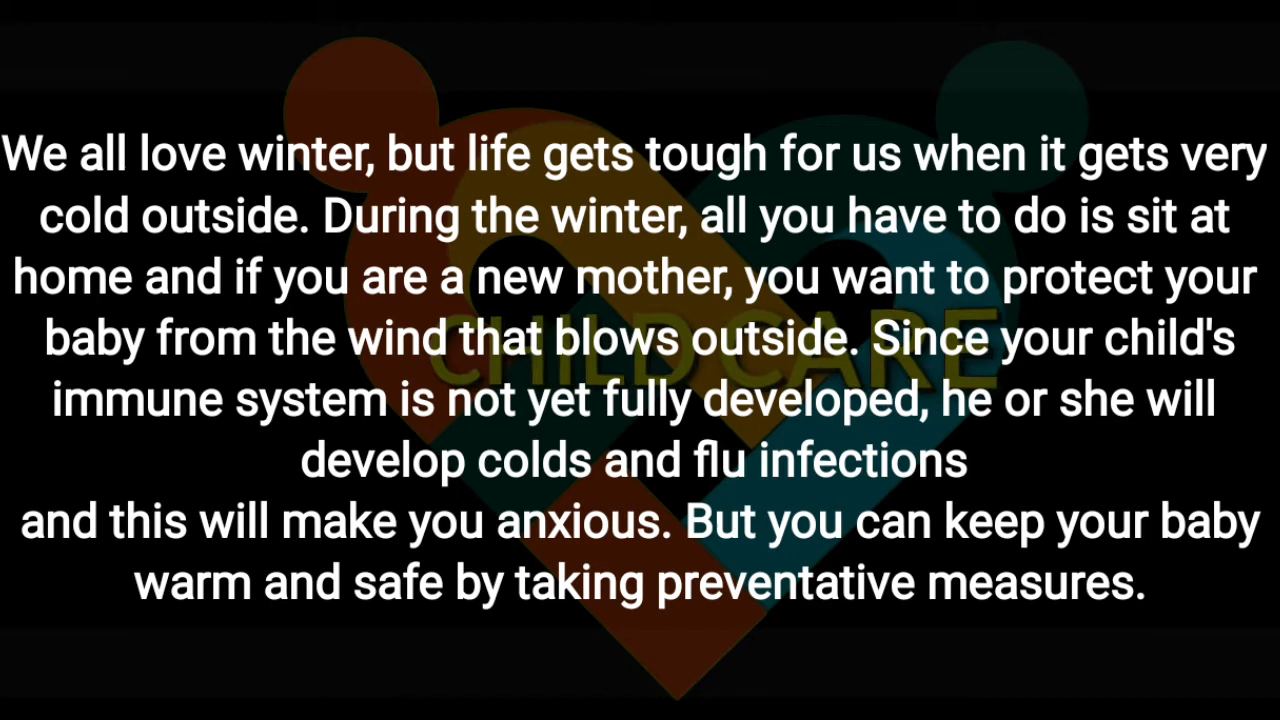 We all love winter, but life gets tough for us when it gets very
cold outside. During the winter, all you have to do is sit at
home and if you are a new mother, you want to protect your
baby from the wind that blows outside. Since your child's
immune system is not yet fully developed, he or she will
develop colds and flu infections
and this will make you anxious. But you can keep your baby
warm and safe by taking preventative measures.
CHILD CARE